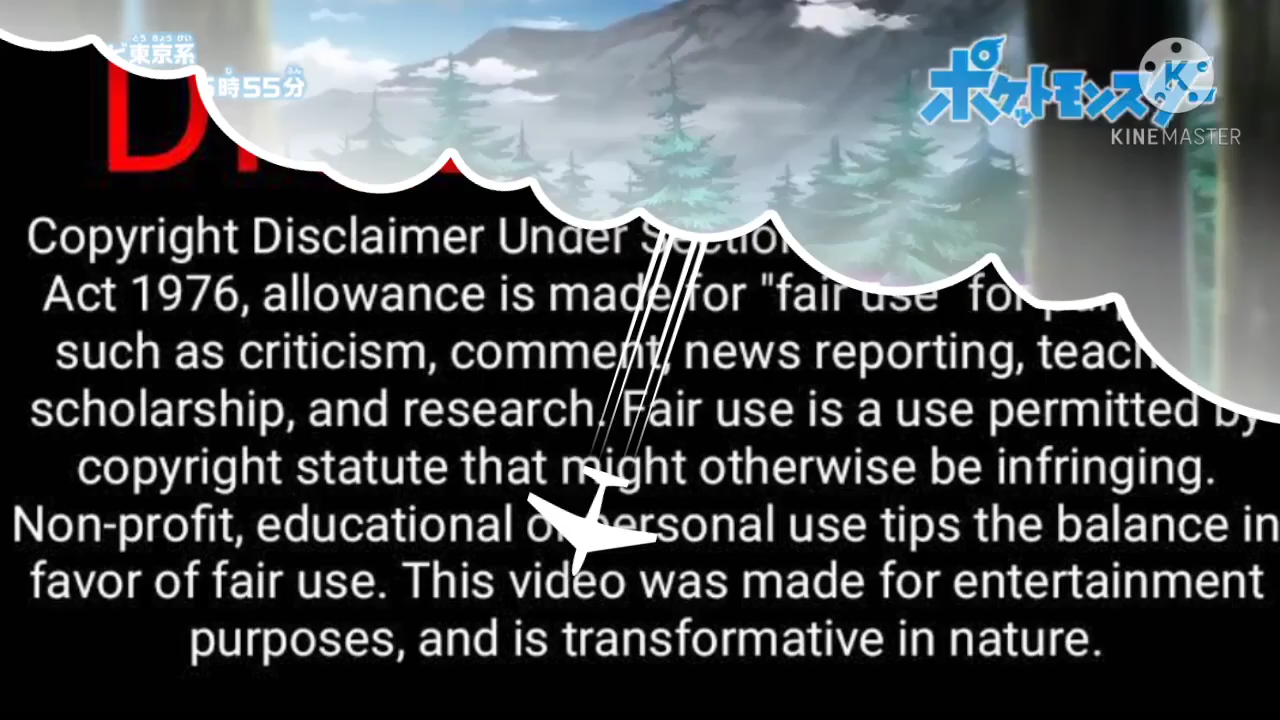 東京系
時55分
ポケットモンスター
KINEMASTER
Copyright Disclaimer Under Section
Act 1976, allowance is made for "fair use" for
such as criticism, comment, news reporting,
scholarship, and research. Fair use is a use permitted by
copyright statute that might otherwise be infringing.
Non-profit, educational or personal use tips the balance in
favor of fair use. This video was made for entertainment
purposes, and is transformative in nature.